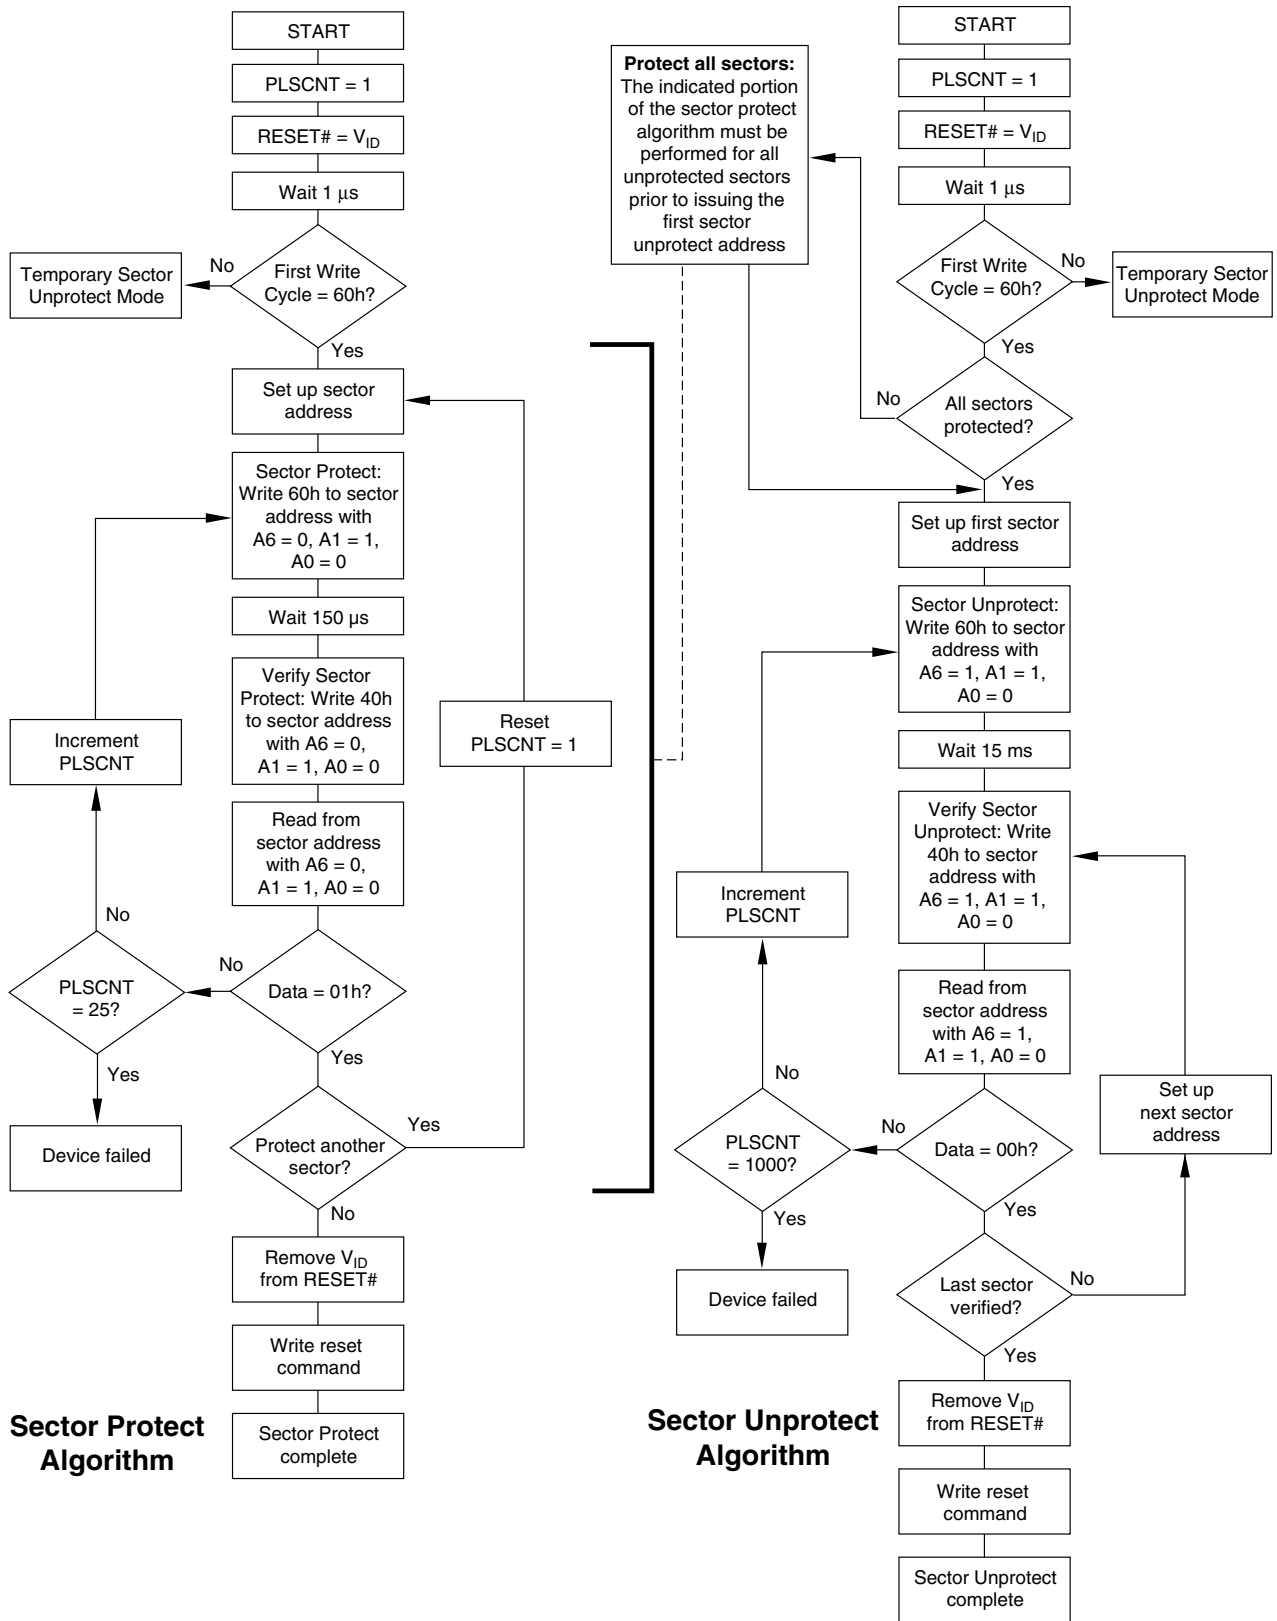 START
PLSCNT = 1
RESET# = VID
Wait 1 μs
First Write
Cycle = 60h?
No
Temporary Sector
Unprotect Mode
Yes
Set up sector
address
Sector Protect:
Write 60h to sector
address with
A6 = 0, A1 = 1,
A0 = 0
Wait 150 µs
Verify Sector
Protect: Write 40h
to sector address
with A6 = 0,
A1 = 1, A0 = 0
Read from
sector address
with A6 = 0,
A1 = 1, A0 = 0
Data = 01h?
No
PLSCNT
= 25?
No
Increment
PLSCNT
Yes
Device failed
Yes
Protect another
sector?
Yes
Reset
PLSCNT = 1
No
Remove VID
from RESET#
Write reset
command
Sector Protect
complete
Sector Protect
Algorithm
Protect all sectors:
The indicated portion
of the sector protect
algorithm must be
performed for all
unprotected sectors
prior to issuing the
first sector
unprotect address
START
PLSCNT = 1
RESET# = VID
Wait 1 μs
First Write
Cycle = 60h?
No
Temporary Sector
Unprotect Mode
Yes
All sectors
protected?
No
Yes
Set up first sector
address
Sector Unprotect:
Write 60h to sector
address with
A6 = 1, A1 = 1,
A0 = 0
Wait 15 ms
Verify Sector
Unprotect: Write
40h to sector
address with
A6 = 1, A1 = 1,
A0 = 0
Read from
sector address
with A6 = 1,
A1 = 1, A0 = 0
Data = 00h?
No
PLSCNT
= 1000?
No
Increment
PLSCNT
Yes
Device failed
Yes
Last sector
verified?
No
Set up
next sector
address
Yes
Remove VID
from RESET#
Write reset
command
Sector Unprotect
complete
Sector Unprotect
Algorithm